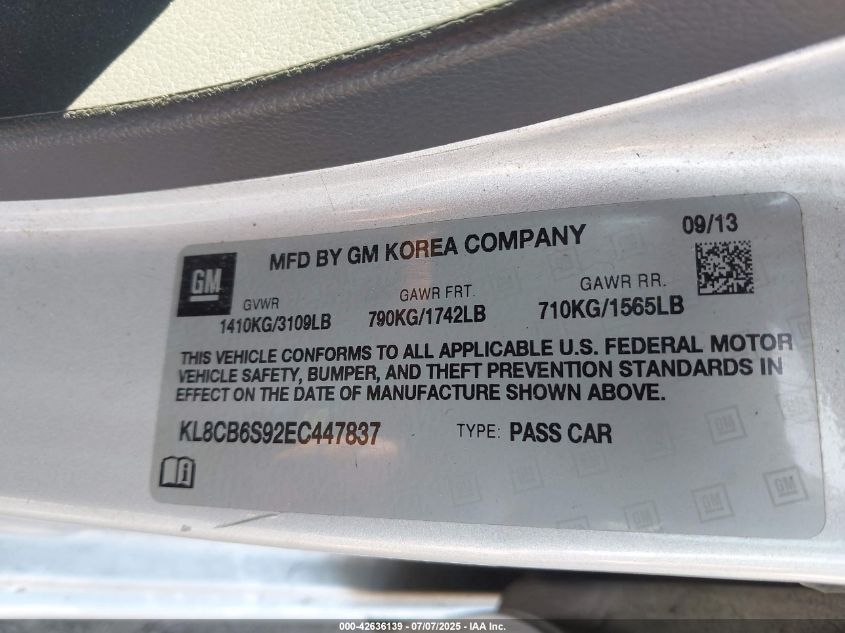 09/13
GM
MFD BY GM KOREA COMPANY
GVWR
GAWR FRT.
GAWR RR.
1410KG/3109LB
790KG/1742LB
710KG/1565LB
THIS VEHICLE CONFORMS TO ALL APPLICABLE U.S. FEDERAL MOTOR
VEHICLE SAFETY, BUMPER, AND THEFT PREVENTION STANDARDS IN
EFFECT ON THE DATE OF MANUFACTURE SHOWN ABOVE.
KL8CB6S92EC447837
TYPE: PASS CAR
000-42636139 - 07/07/2025 - IAA Inc.